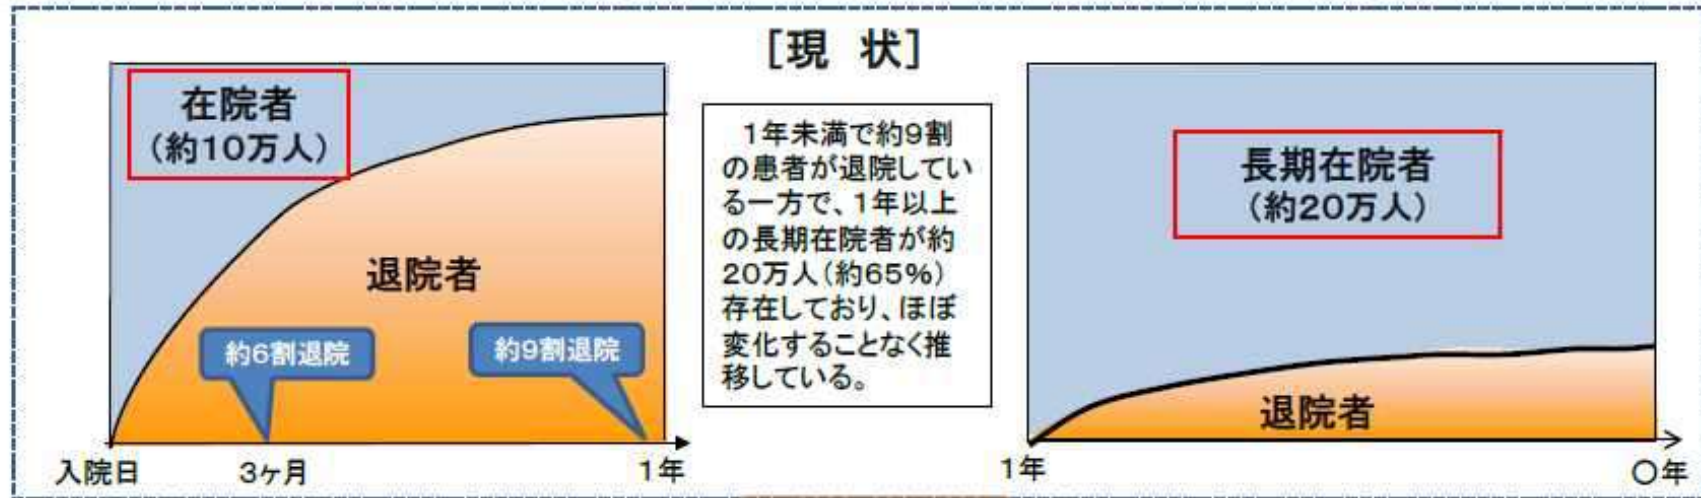 ［現　状］
在院者
（約10万人）
退院者
約6割退院
約9割退院
入院日
3ヶ月
1年
1年未満で約9割
の患者が退院してい
る一方で、1年以上
の長期在院者が約
20万人（約65％）
存在しており、ほぼ
変化することなく推
移している。
長期在院者
（約20万人）
退院者
1年
〇年